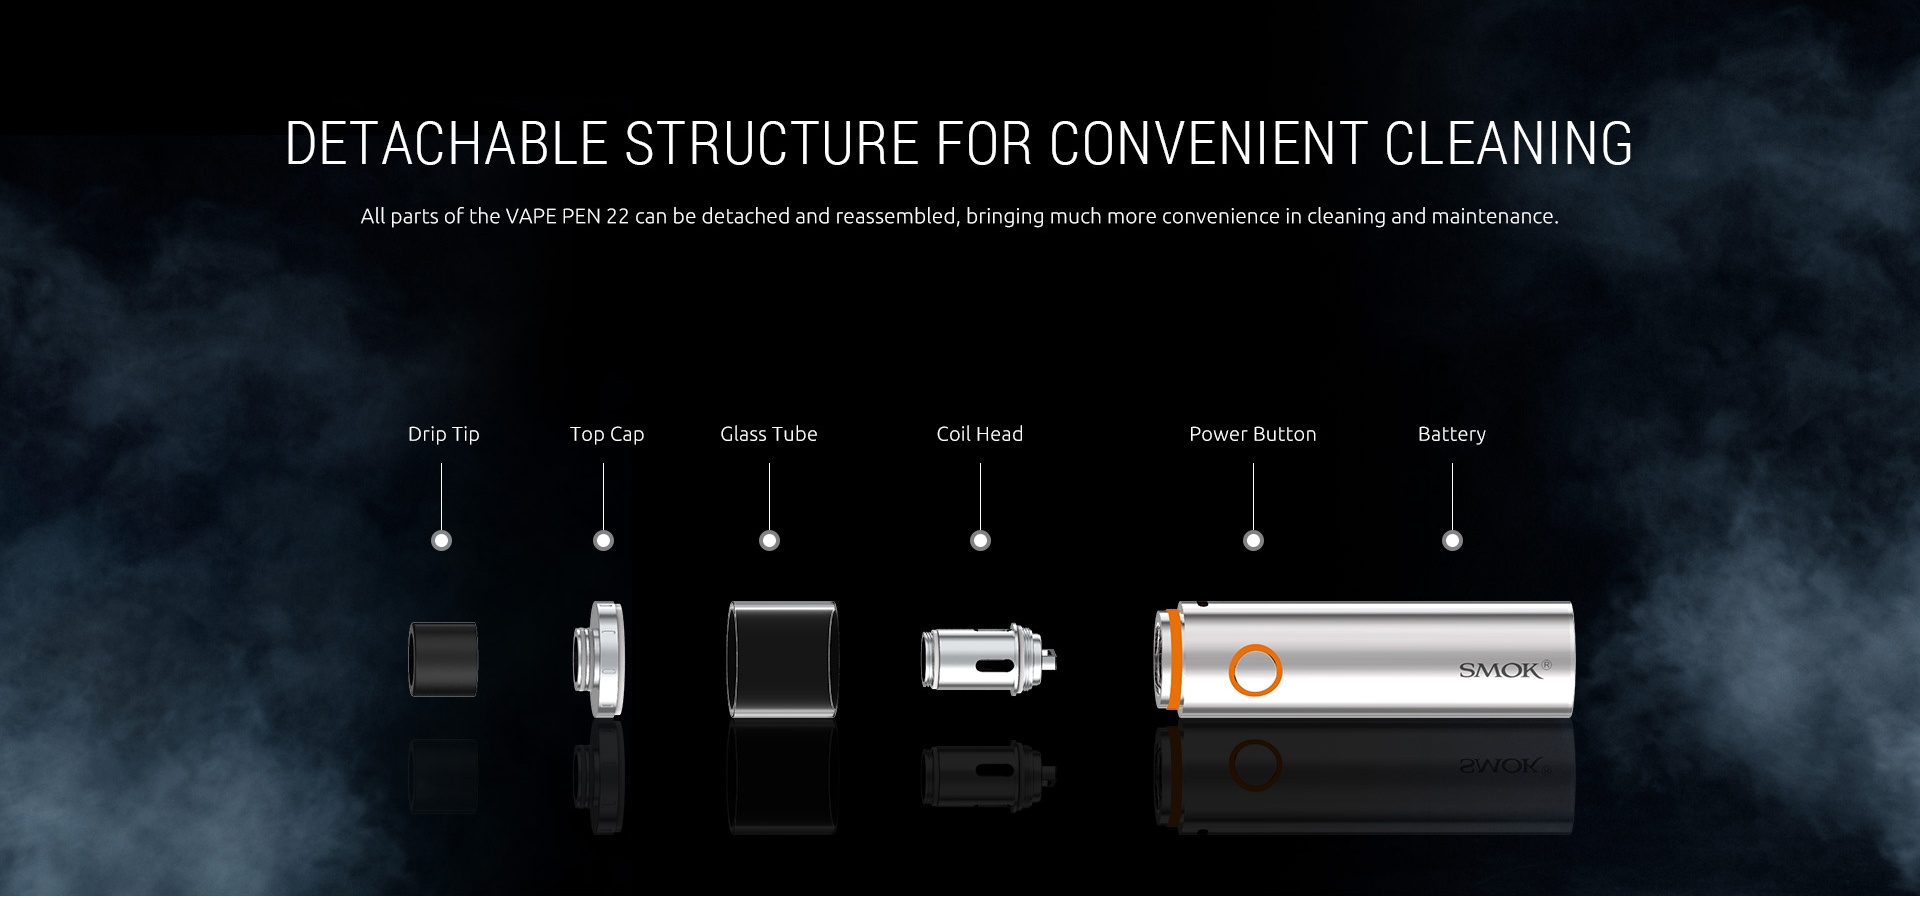 DETACHABLE STRUCTURE FOR CONVENIENT CLEANING
All parts of the VAPE PEN 22 can be detached and reassembled, bringing much more convenience in cleaning and maintenance.
Drip Tip
Top Cap
Glass Tube
Coil Head
Power Button
Battery
SMOK®